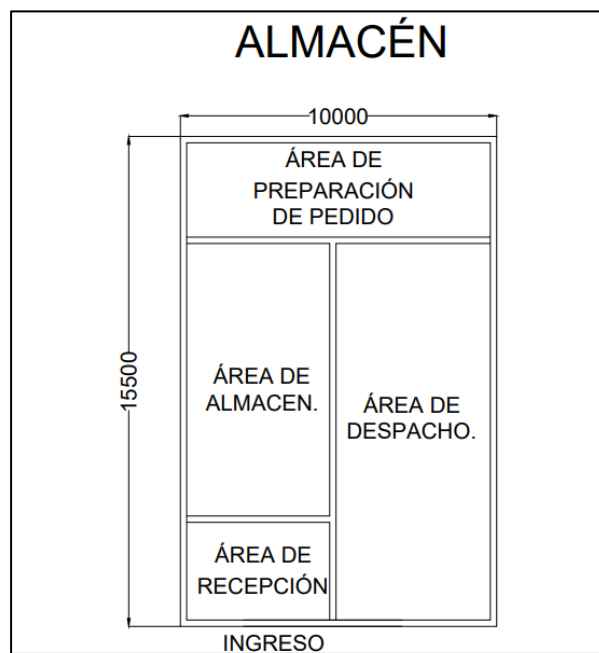 ALMACÉN
10000
ÁREA DE
PREPARACIÓN
DE PEDIDO
15500
ÁREA DE
ALMACEN.
ÁREA DE
DESPACHO.
ÁREA DE
RECEPCIÓN
INGRESO